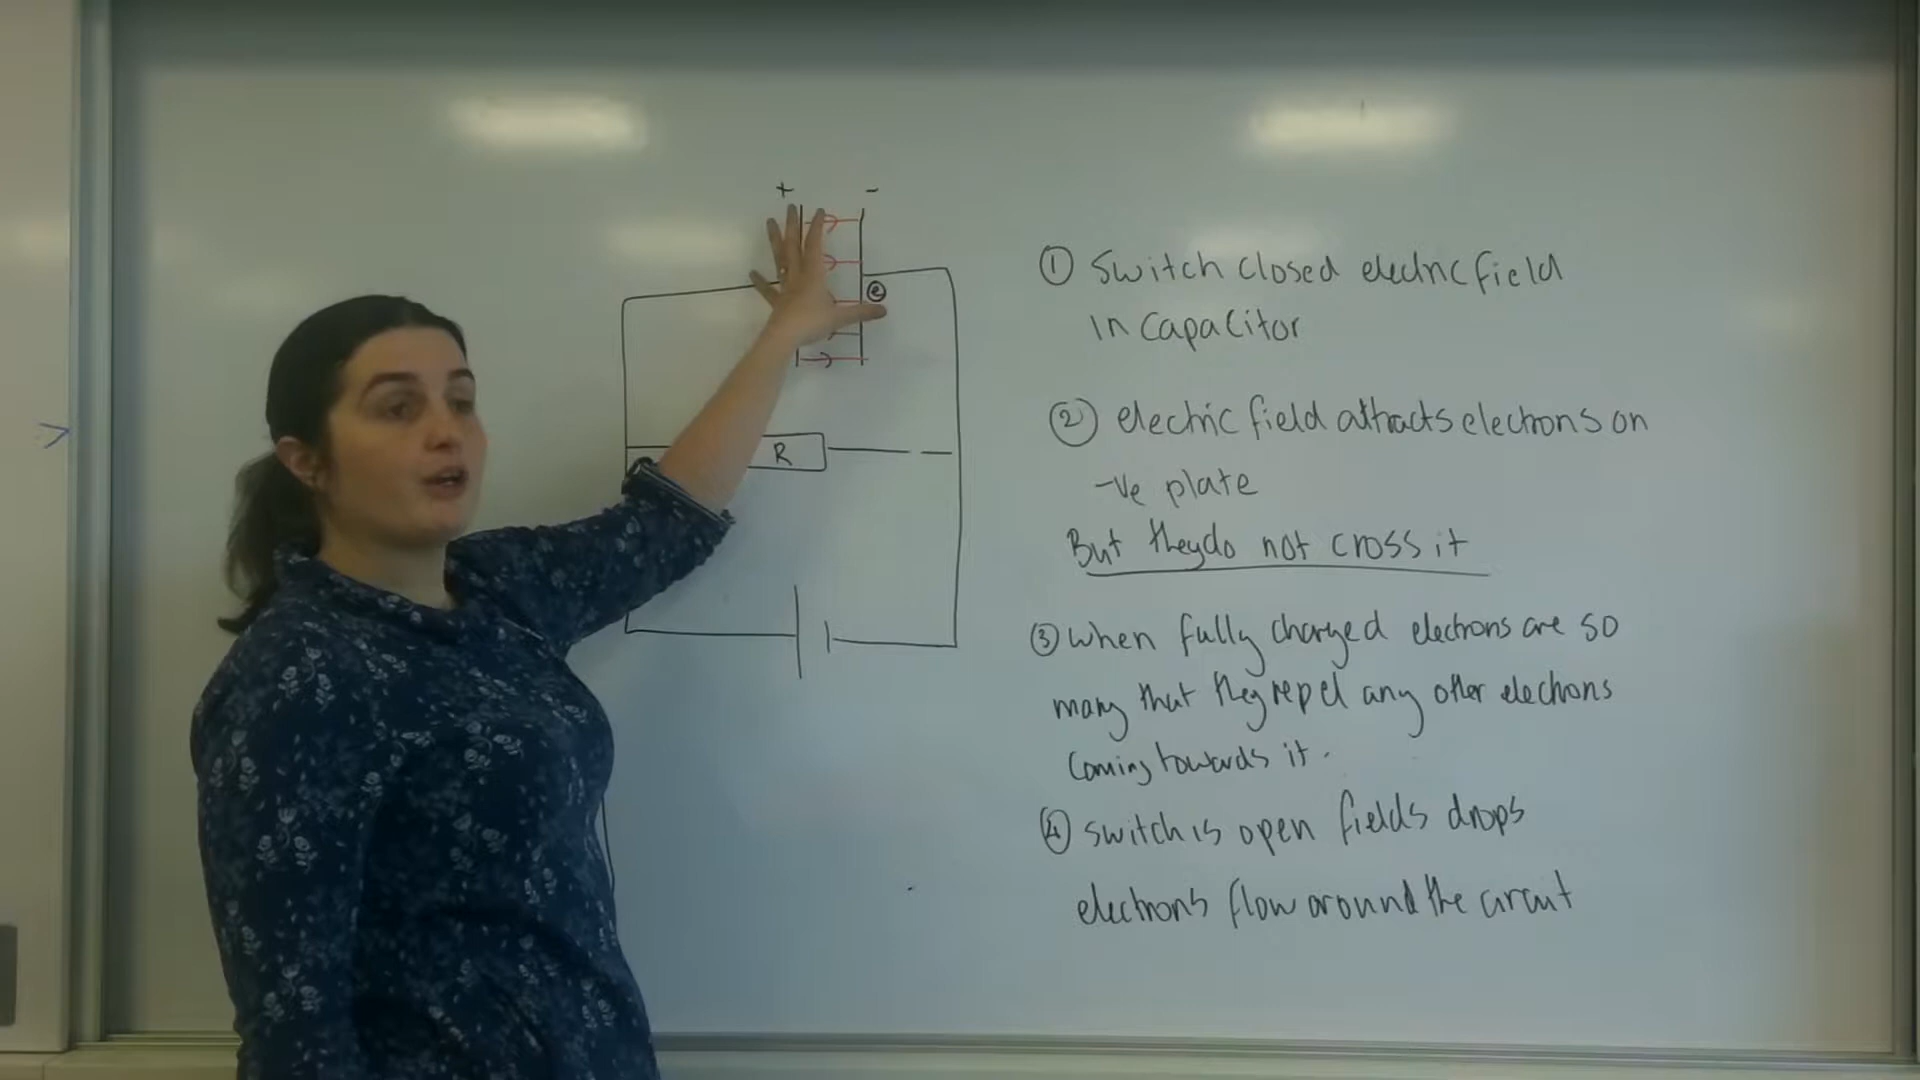 + -
e
R
① Switch closed electric field
in capacitor
② electric field attracts electrons on
-ve plate
But they do not cross it
③ when fully charged electrons are so
many that they repel any other electrons
coming towards it.
④ switch is open fields drops
electrons flow around the circuit